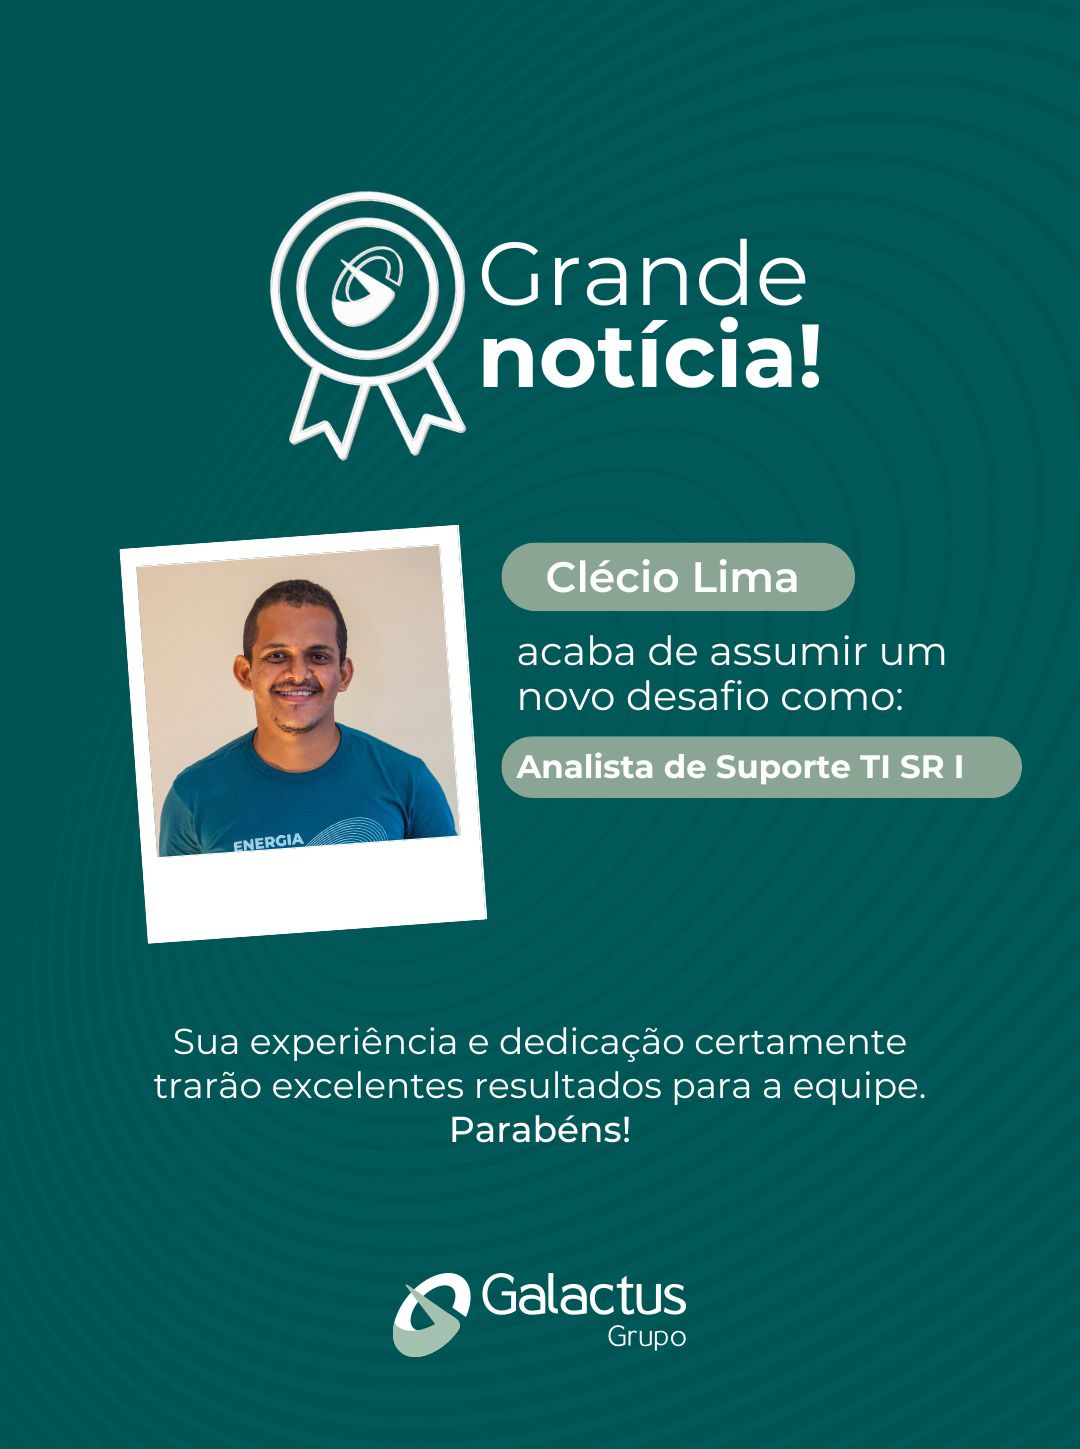 Grande
notícia!
Clécio Lima
acaba de assumir um
novo desafio como:
Analista de Suporte TI SR I
ENERGIA
Sua experiência e dedicação certamente
trarão excelentes resultados para a equipe.
Parabéns!
Galactus
Grupo